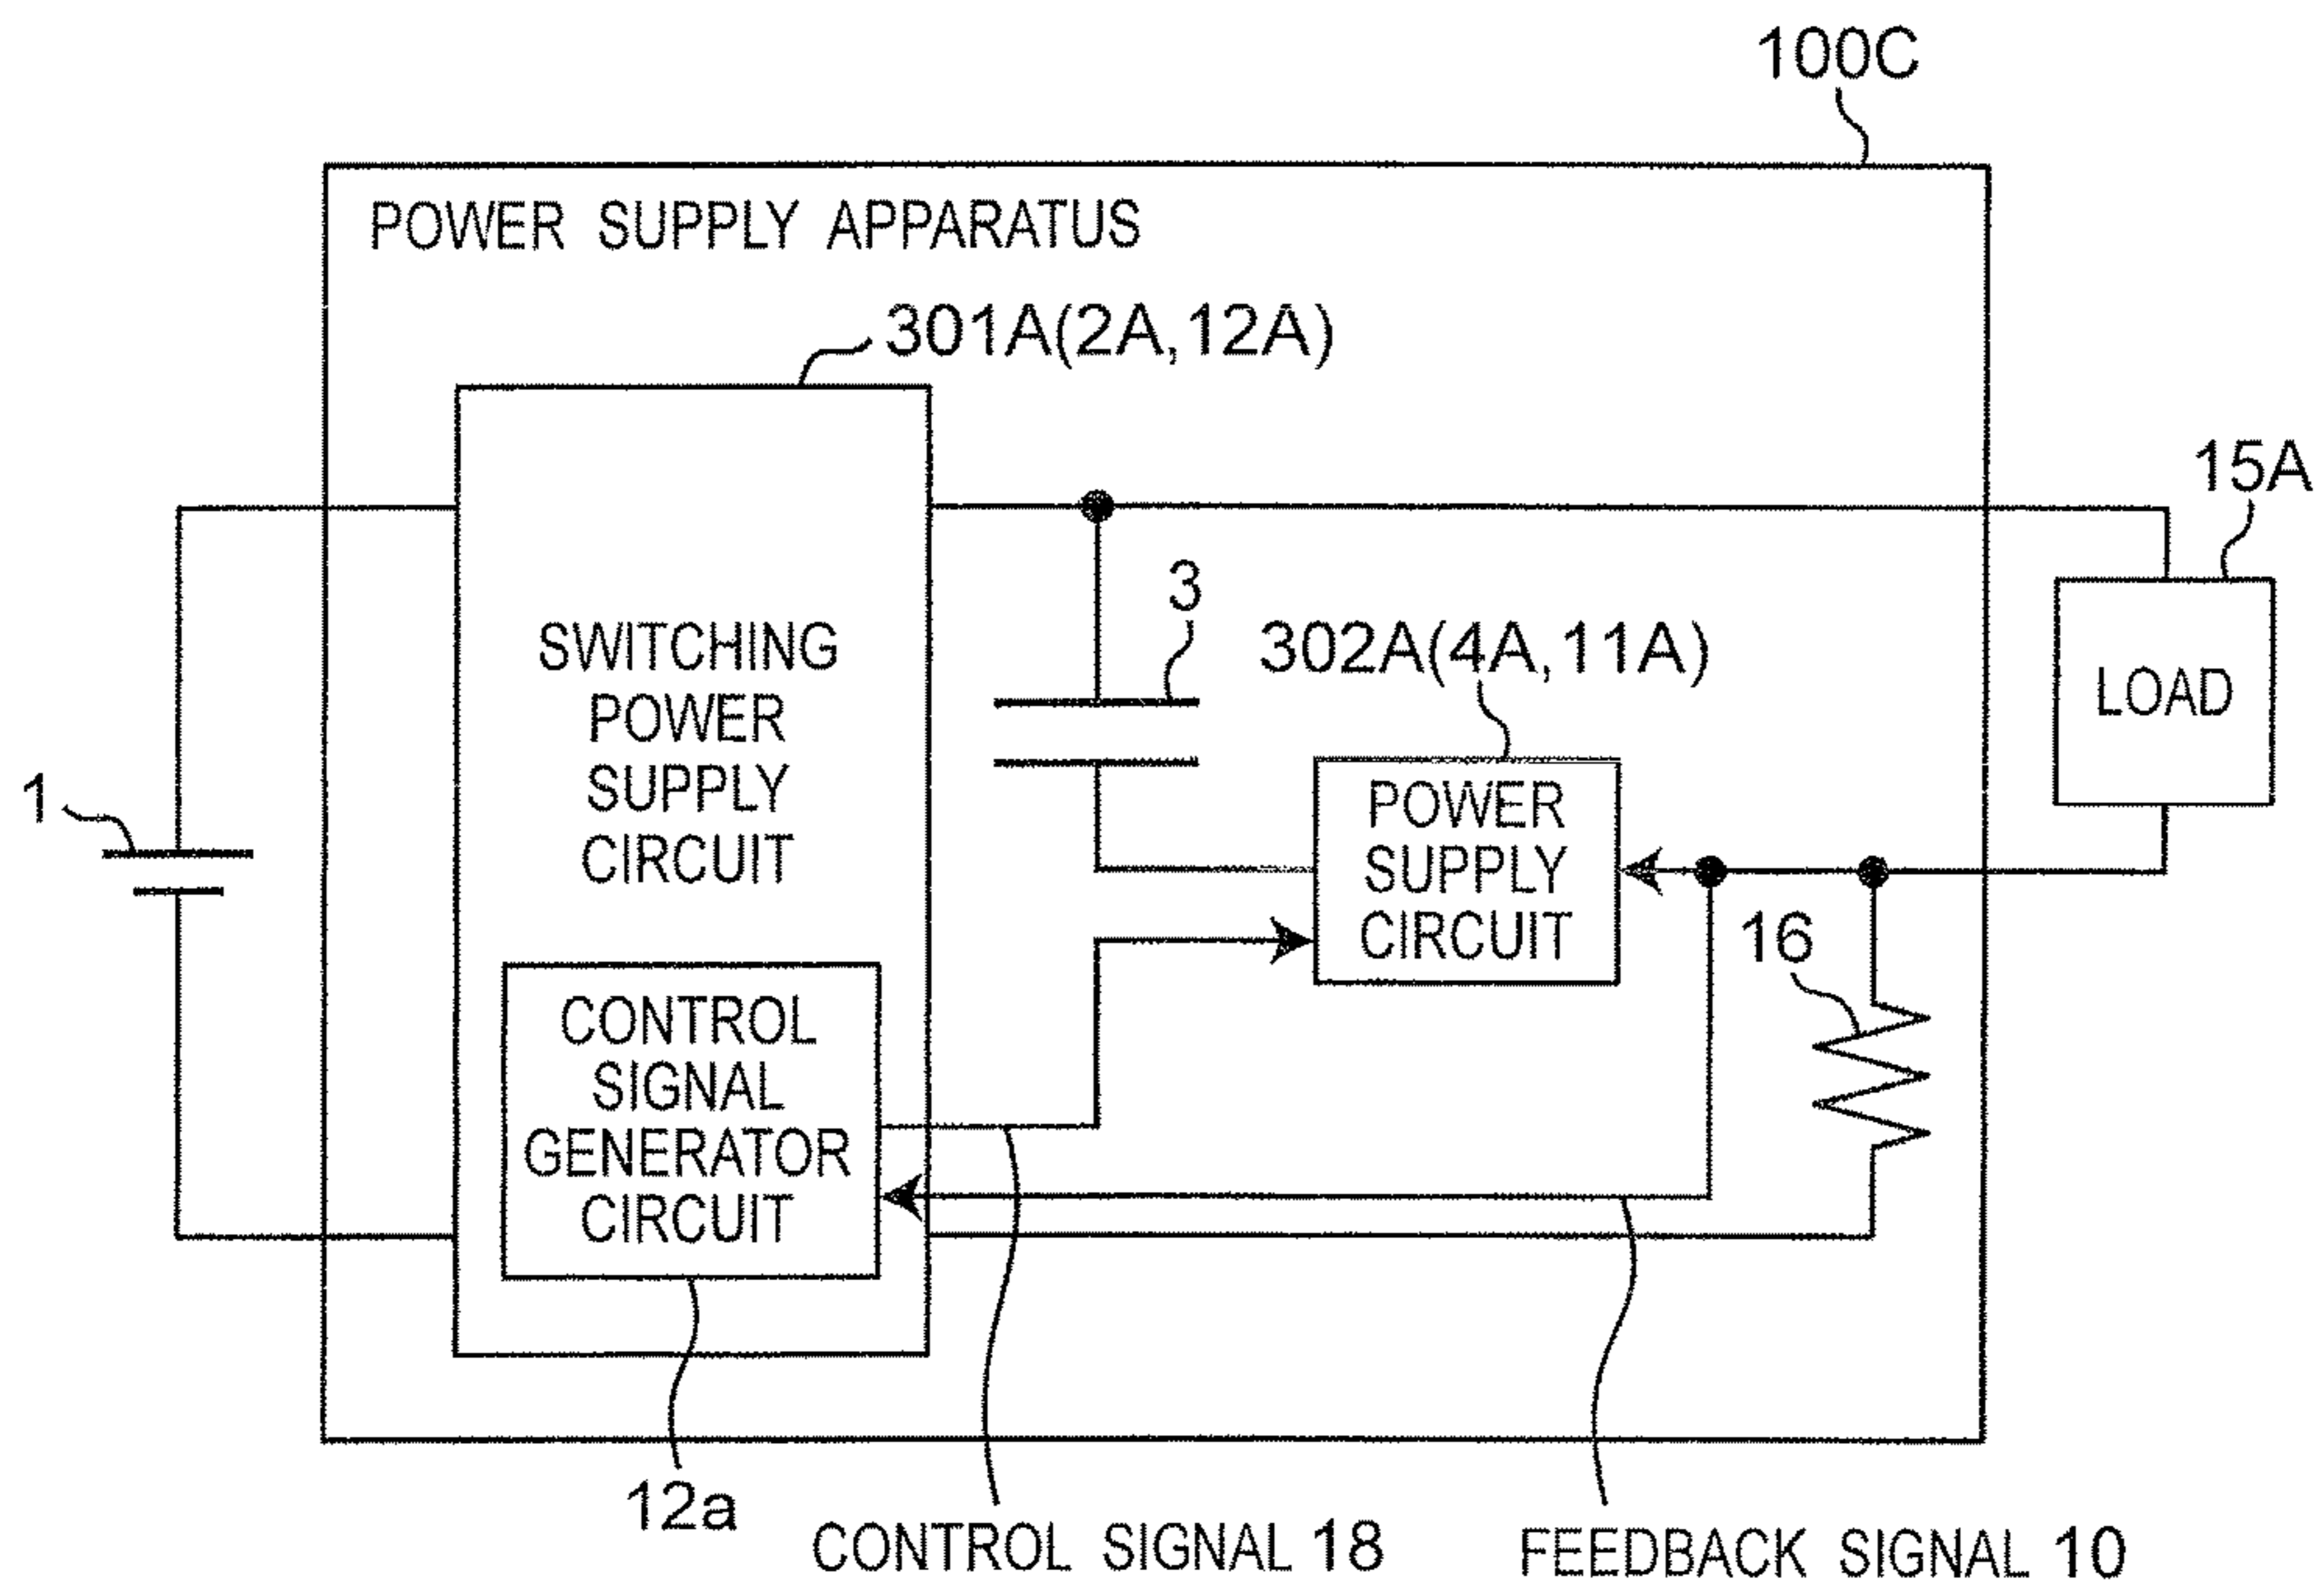 100C
POWER SUPPLY APPARATUS
301A(2A,12A)
15A
3
302A(4A,11A)
SWITCHING
POWER
SUPPLY
CIRCUIT
LOAD
1
POWER
SUPPLY
CIRCUIT
16
CONTROL
SIGNAL
GENERATOR
CIRCUIT
12a
CONTROL SIGNAL 18
FEEDBACK SIGNAL 10